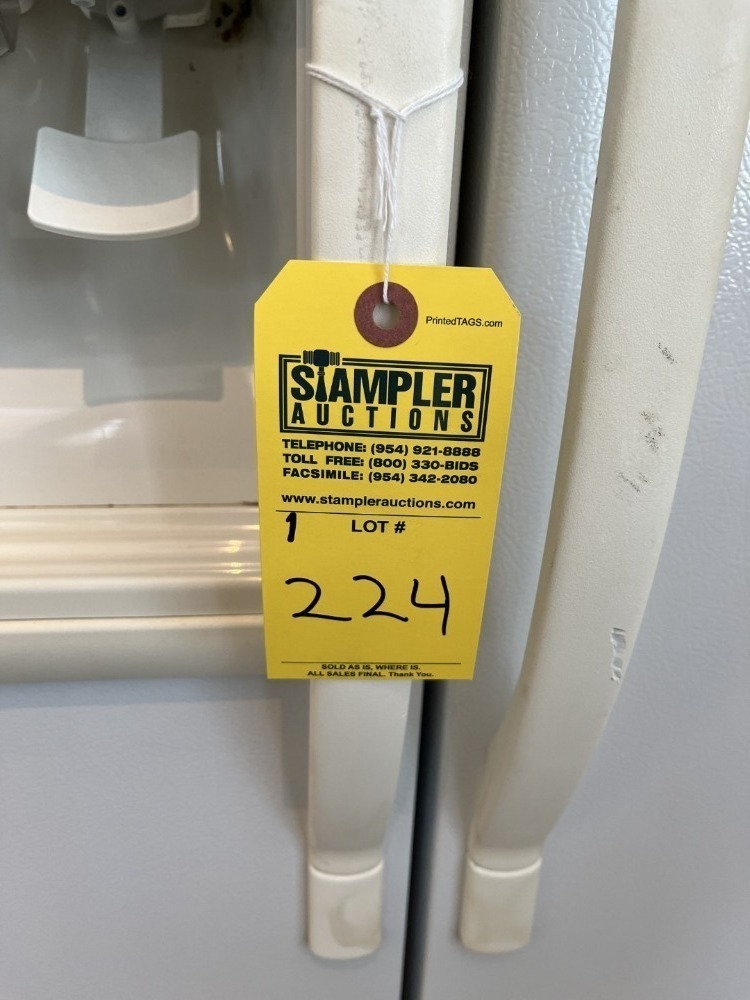 PrintedTAGS.com
STAMPLER
AUCTIONS
TELEPHONE: (954) 921-8888
TOLL FREE: (800) 330-BIDS
FACSIMILE: (954) 342-2080
www.stamplerauctions.com
1 LOT #
224
SOLD AS IS, WHERE IS.
ALL SALES FINAL. Thank You.